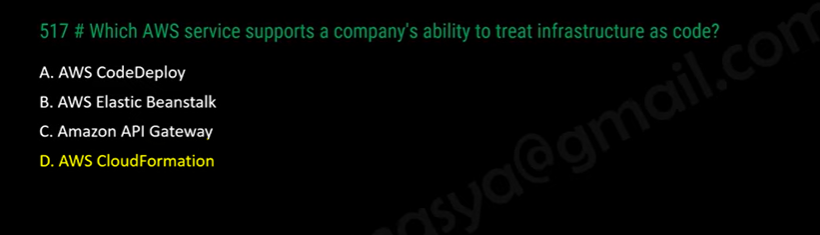 517 # Which AWS service supports a company's ability to treat infrastructure as code?
A. AWS CodeDeploy
B. AWS Elastic Beanstalk
C. Amazon API Gateway
D. AWS CloudFormation